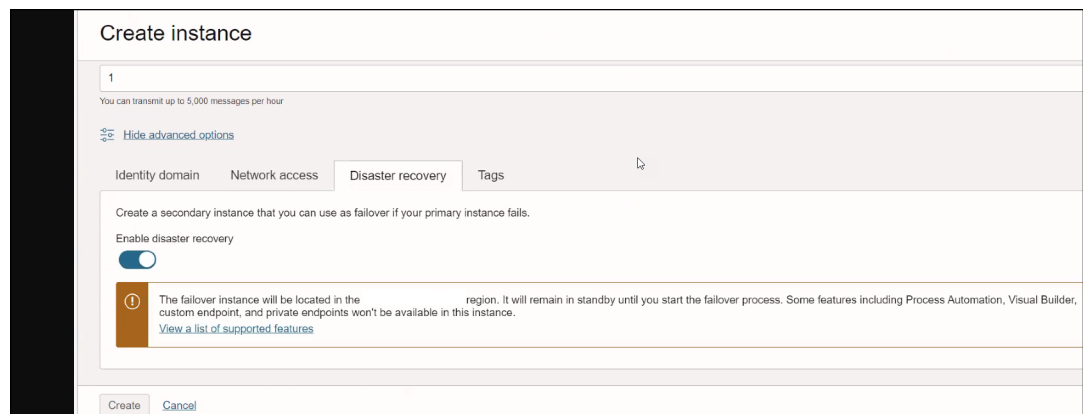 Create instance
1
You can transmit up to 5,000 messages per hour
Hide advanced options
Identity domain Network access Disaster recovery Tags
Create a secondary instance that you can use as failover if your primary instance fails.
Enable disaster recovery
The failover instance will be located in the region. It will remain in standby until you start the failover process. Some features including Process Automation, Visual Builder,
custom endpoint, and private endpoints won't be available in this instance.
View a list of supported features
Create Cancel